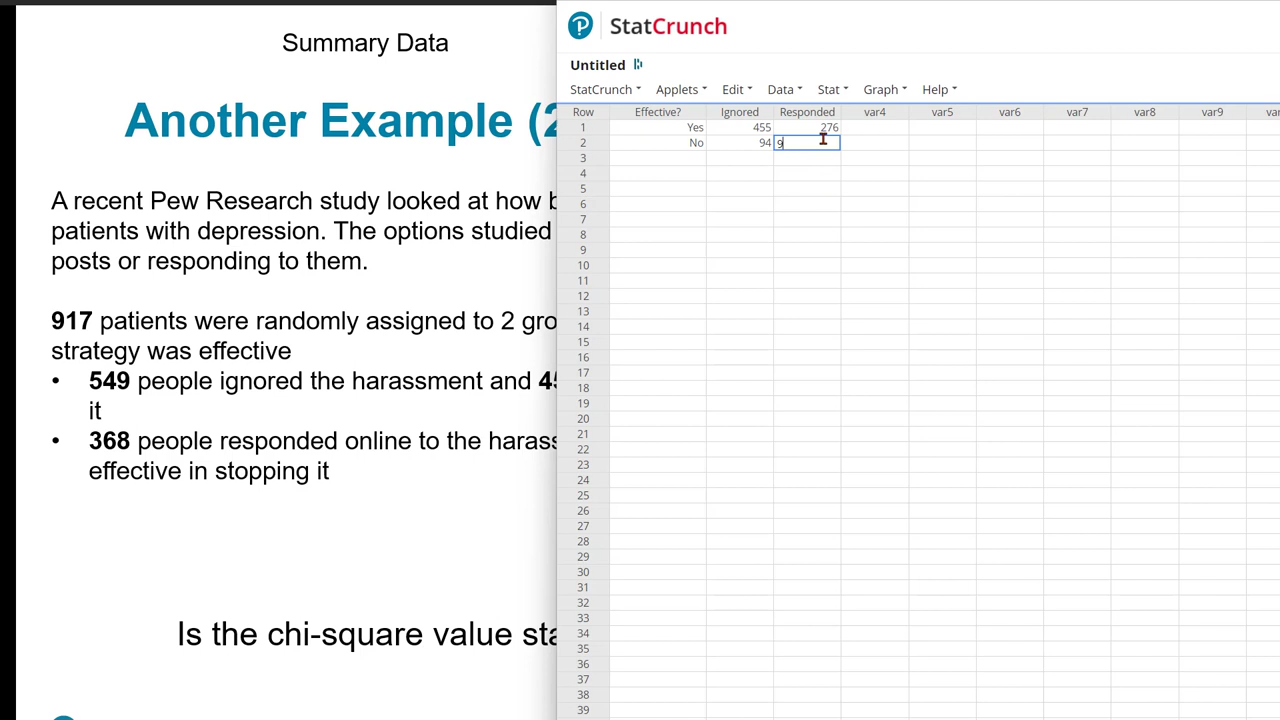 Summary Data
Another Example (2
A recent Pew Research study looked at how b
patients with depression. The options studied
posts or responding to them.
917 patients were randomly assigned to 2 gro
strategy was effective
• 549 people ignored the harassment and 45
it
• 368 people responded online to the harass
effective in stopping it
Is the chi-square value sta
StatCrunch
Untitled
StatCrunch Applets Edit Data Stat Graph Help
Row Effective? Ignored Responded var4 var5 var6 var7 var8 var9 var
1 Yes 455 276
2 No 94 9
3
4
5
6
7
8
9
10
11
12
13
14
15
16
17
18
19
20
21
22
23
24
25
26
27
28
29
30
31
32
33
34
35
36
37
38
39